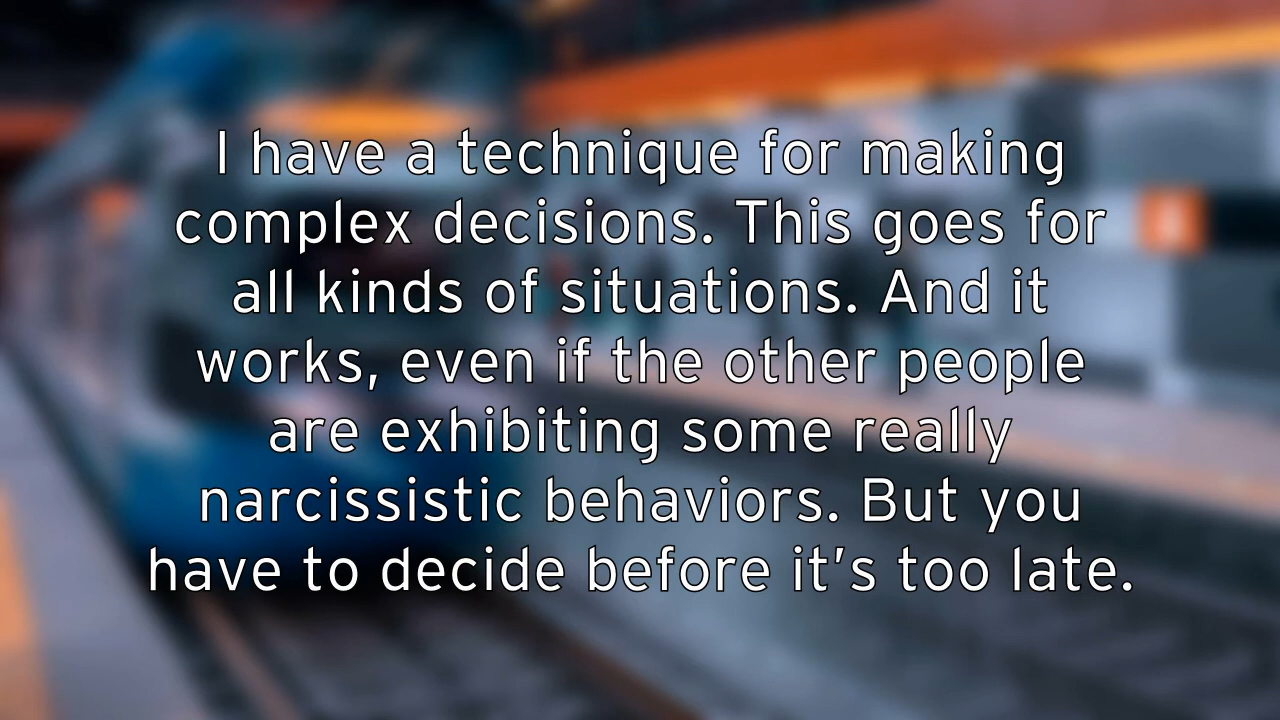 I have a technique for making
complex decisions. This goes for
all kinds of situations. And it
works, even if the other people
are exhibiting some really
narcissistic behaviors. But you
have to decide before it’s too late.